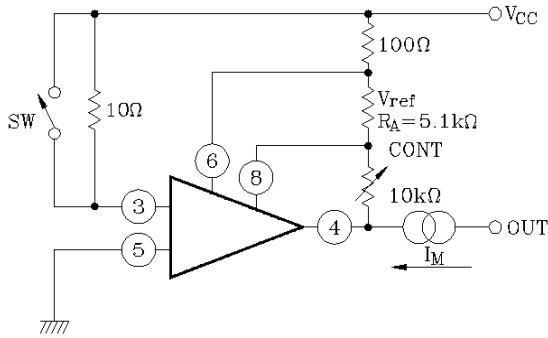 VCC
100Ω
10Ω
SW
Vref
RA=5.1kΩ
6
8
CONT
3
10kΩ
5
4
OUT
IM